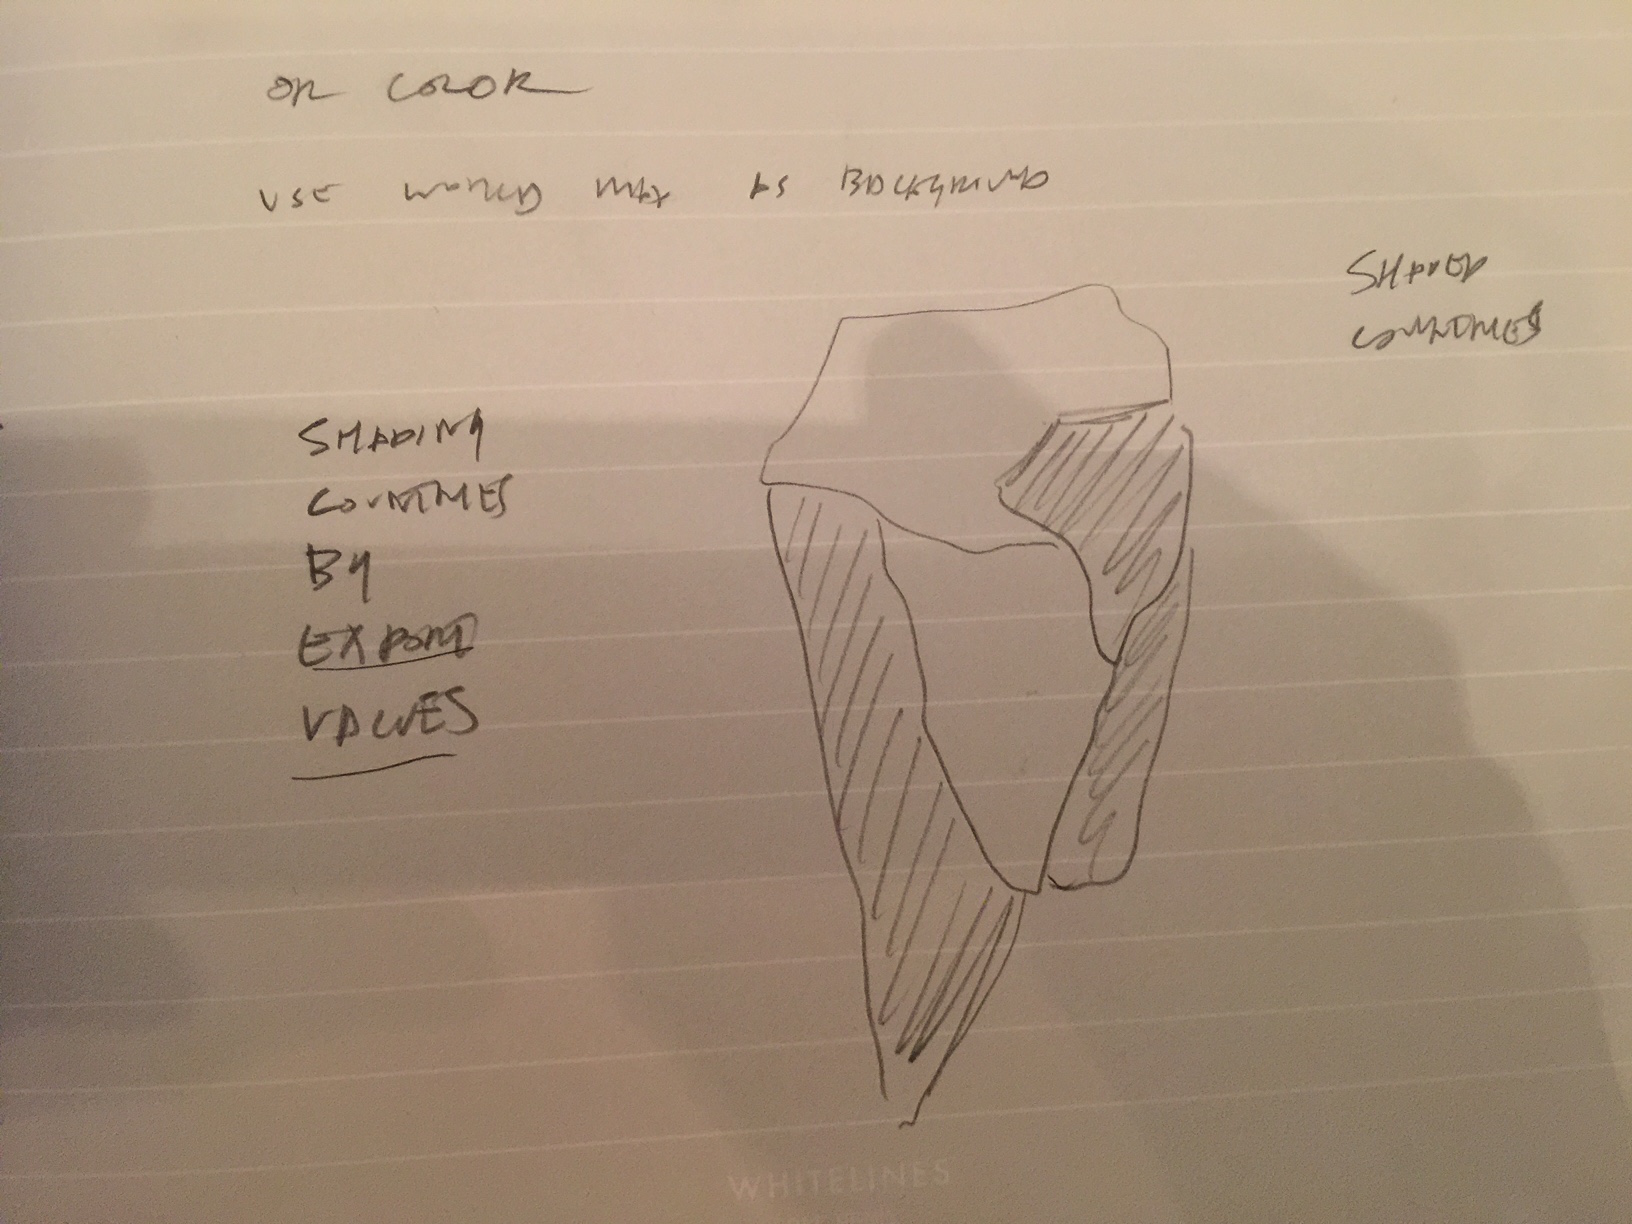 OR COLOR
USE WORLD MAP AS BACKGROUND
SHADED
COUNTRIES
SHADING
COUNTRIES
BY
EXPORT
VALUES
WHITELINES